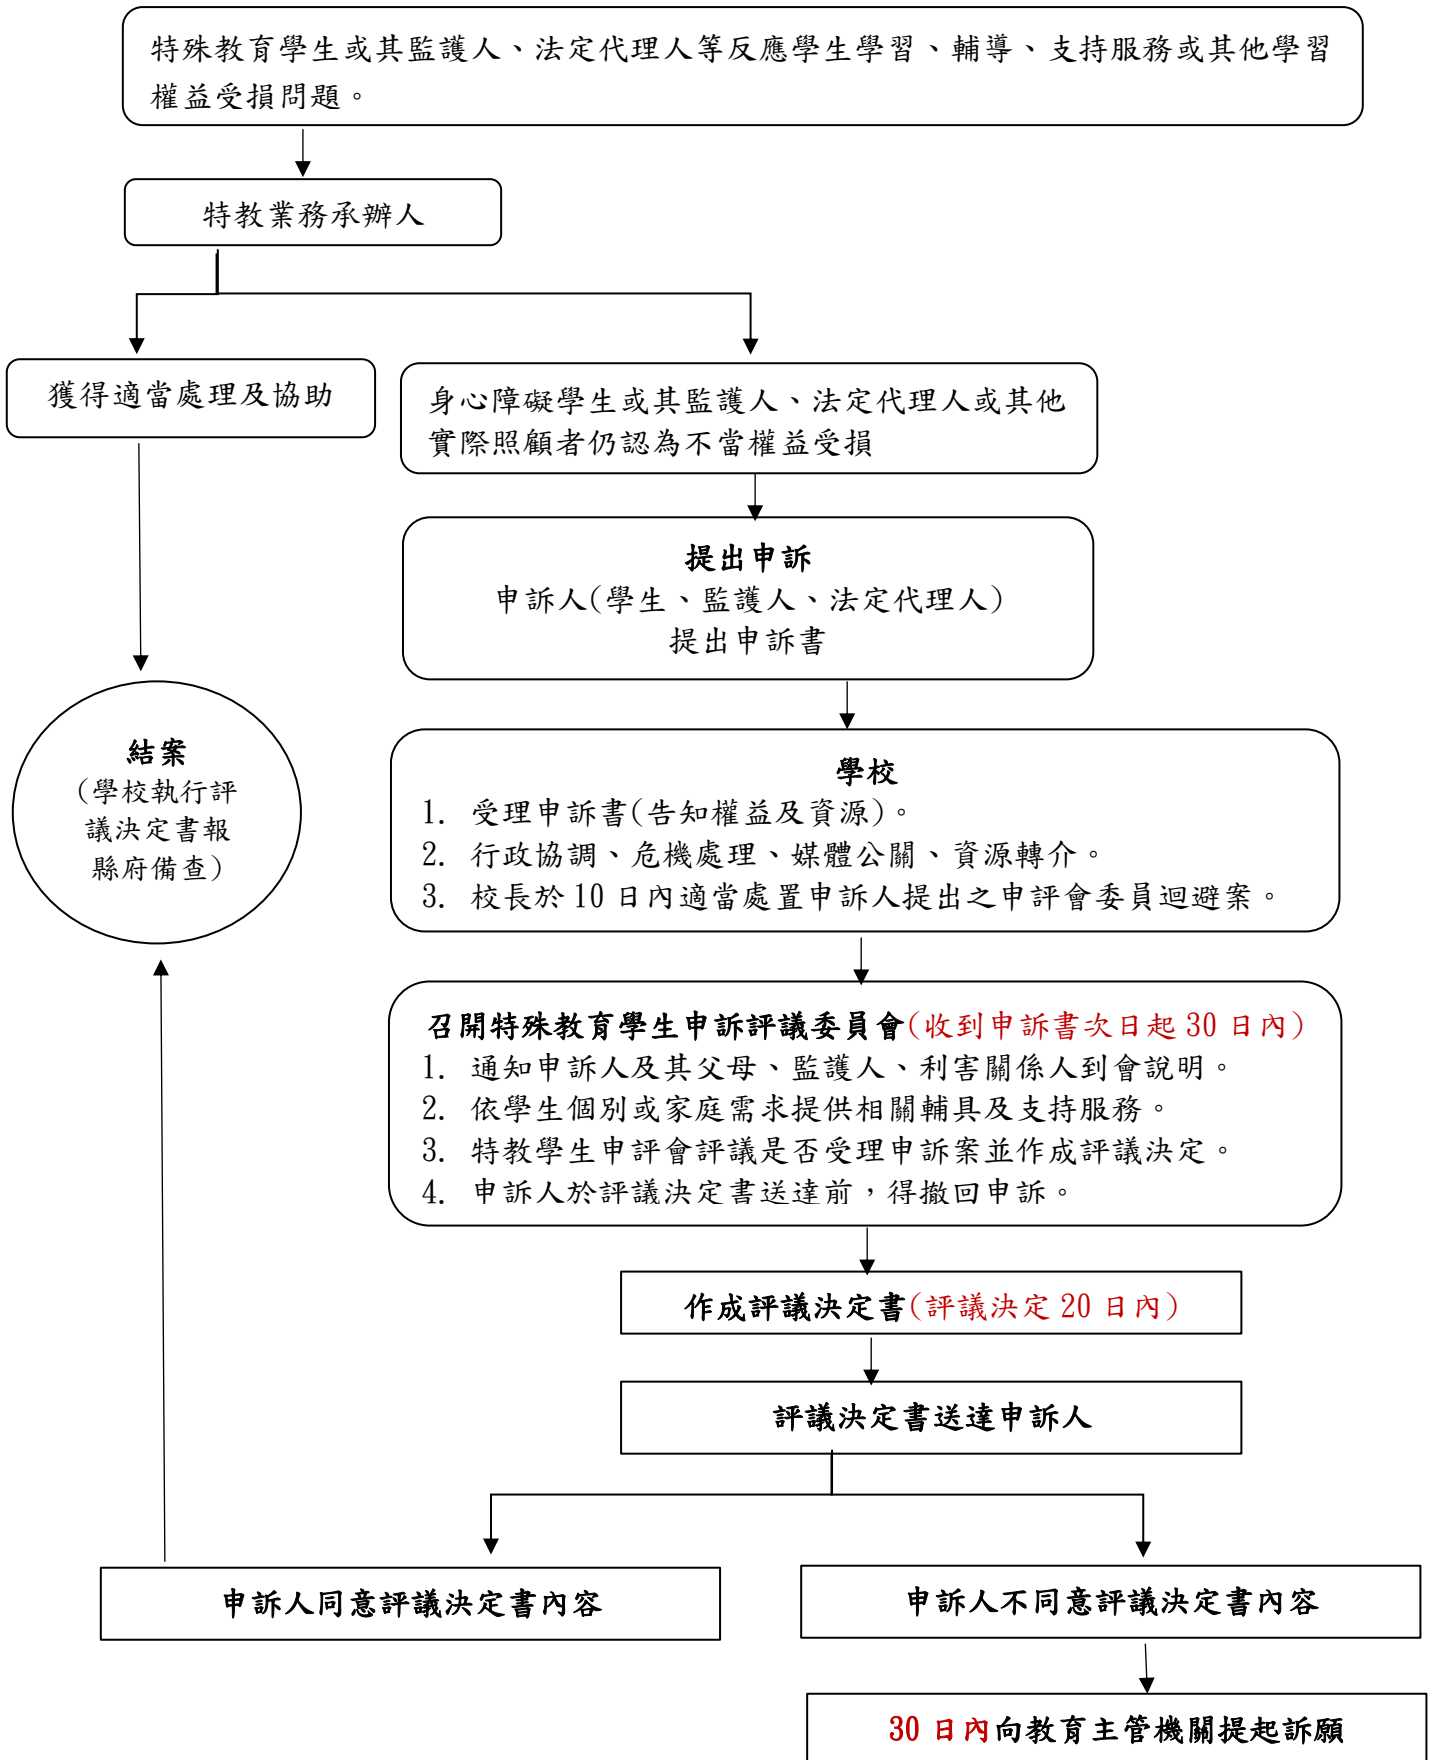 特殊教育學生或其監護人、法定代理人等反應學生學習、輔導、支持服務或其他學習
權益受損問題。
特教業務承辦人
獲得適當處理及協助
身心障礙學生或其監護人、法定代理人或其他
實際照顧者仍認為不當權益受損
提出申訴
申訴人(學生、監護人、法定代理人)
提出申訴書
結案
(學校執行評
議決定書報
縣府備查)
學校
1. 受理申訴書(告知權益及資源)。
2. 行政協調、危機處理、媒體公關、資源轉介。
3. 校長於 10 日內適當處置申訴人提出之申評會委員迴避案。
召開特殊教育學生申訴評議委員會(收到申訴書次日起 30 日內)
1. 通知申訴人及其父母、監護人、利害關係人到會說明。
2. 依學生個別或家庭需求提供相關輔具及支持服務。
3. 特教學生申評會評議是否受理申訴案並作成評議決定。
4. 申訴人於評議決定書送達前，得撤回申訴。
作成評議決定書(評議決定 20 日內)
評議決定書送達申訴人
申訴人同意評議決定書內容
申訴人不同意評議決定書內容
30 日內向教育主管機關提起訴願